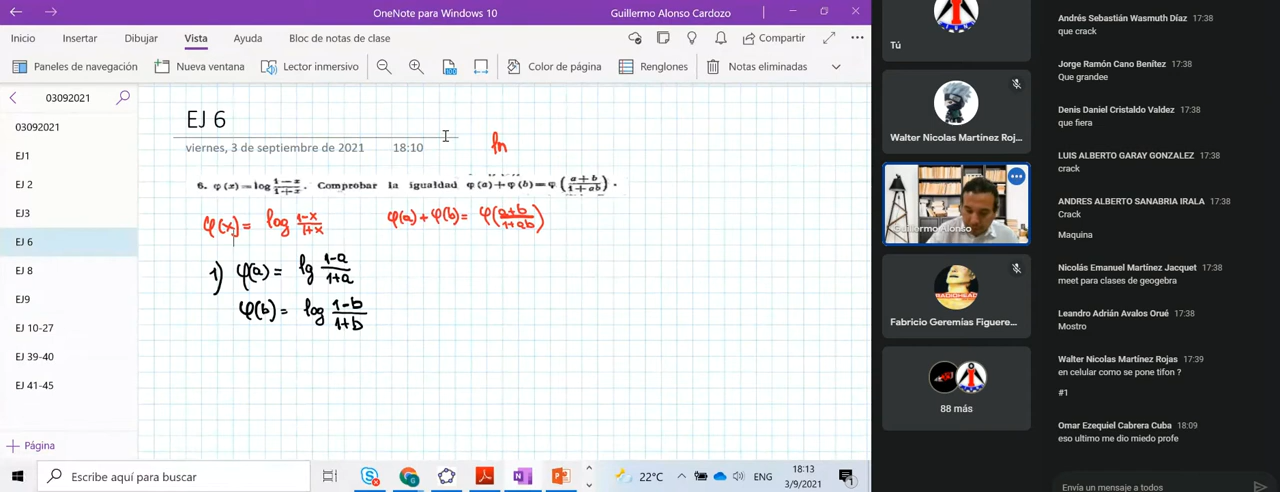 OneNote para Windows 10
Guillermo Alonso Cardozo
Inicio Insertar Dibujar Vista Ayuda Bloc de notas de clase Compartir
Paneles de navegación Nueva ventana Lector inmersivo Color de página Renglones Notas eliminadas
03092021
03092021
EJ1
EJ 2
EJ3
EJ 6
EJ 8
EJ9
EJ 10-27
EJ 39-40
EJ 41-45
Página
EJ 6
viernes, 3 de septiembre de 2021 18:10
ln
6. φ(x)=log (1−x)/(1+x). Comprobar la igualdad φ(a)+φ(b)=φ((a+b)/(1+ab)).
φ(x)= log (1-x)/(1+x) φ(a)+φ(b)= φ((a+b)/(1+ab))
1) φ(a)= lg (1-a)/(1+a)
φ(b)= log (1-b)/(1+b)
Escribe aquí para buscar
22°C
ENG
18:13
3/9/2021
1
Tú
Walter Nicolas Martínez Roj...
Guillermo Alonso
RADIOHEAD
Fabricio Geremías Figuere...
88 más
Andrés Sebastián Wasmuth Díaz 17:38
que crack
Jorge Ramón Cano Benítez 17:38
Que grandee
Denis Daniel Cristaldo Valdez 17:38
que fiera
LUIS ALBERTO GARAY GONZALEZ 17:38
crack
ALBERTO SANABRIA IRALA 17:38
Crack
Maquina
Nicolás Emanuel Martínez Jacquet 17:38
meet para clases de geogebra
Leandro Adrián Avalos Orué 17:38
Mostro
Walter Nicolas Martínez Rojas 17:39
en celular como se pone tifon ?
#1
Omar Ezequiel Cabrera Cuba 18:09
eso ultimo me dio miedo profe
Envía un mensaje a todos